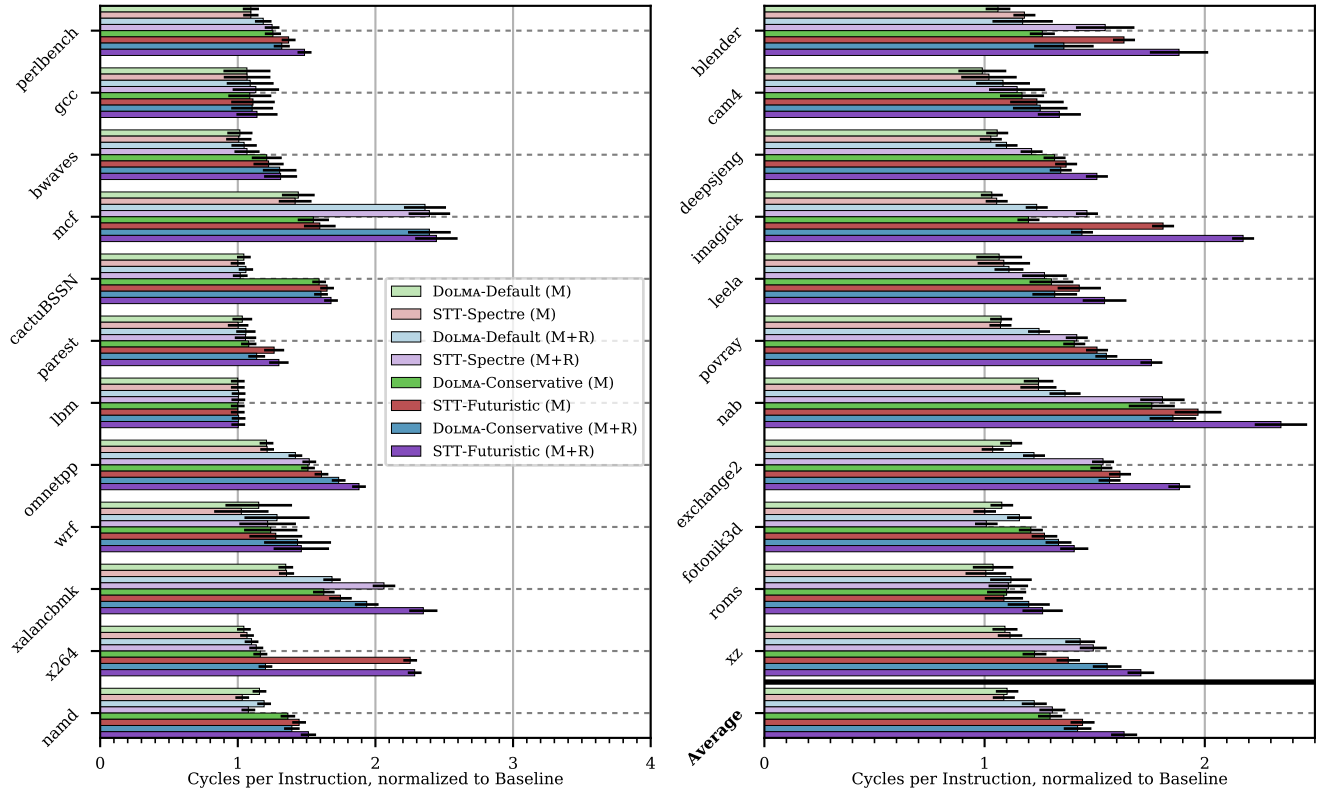 perlbench
gcc
bwaves
mcf
cactuBSSN
parest
lbm
omnetpp
wrf
xalancbmk
x264
namd
Dolma-Default (M)
STT-Spectre (M)
Dolma-Default (M+R)
STT-Spectre (M+R)
Dolma-Conservative (M)
STT-Futuristic (M)
Dolma-Conservative (M+R)
STT-Futuristic (M+R)
0 1 2 3 4
Cycles per Instruction, normalized to Baseline
blender
cam4
deepsjeng
imagick
leela
povray
nab
exchange2
fotonik3d
roms
xz
Average
0 1 2
Cycles per Instruction, normalized to Baseline